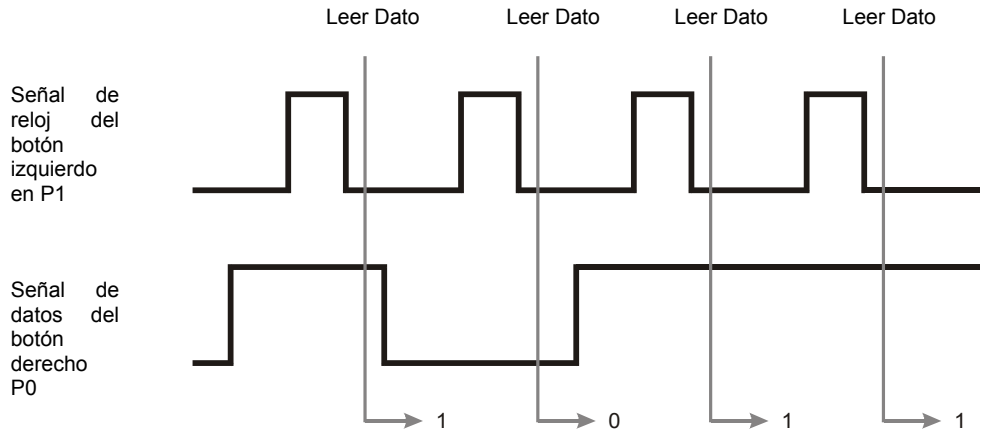 Leer Dato Leer Dato Leer Dato Leer Dato
Señal de
reloj del
botón
izquierdo
en P1
Señal de
datos del
botón
derecho
P0
1 0 1 1